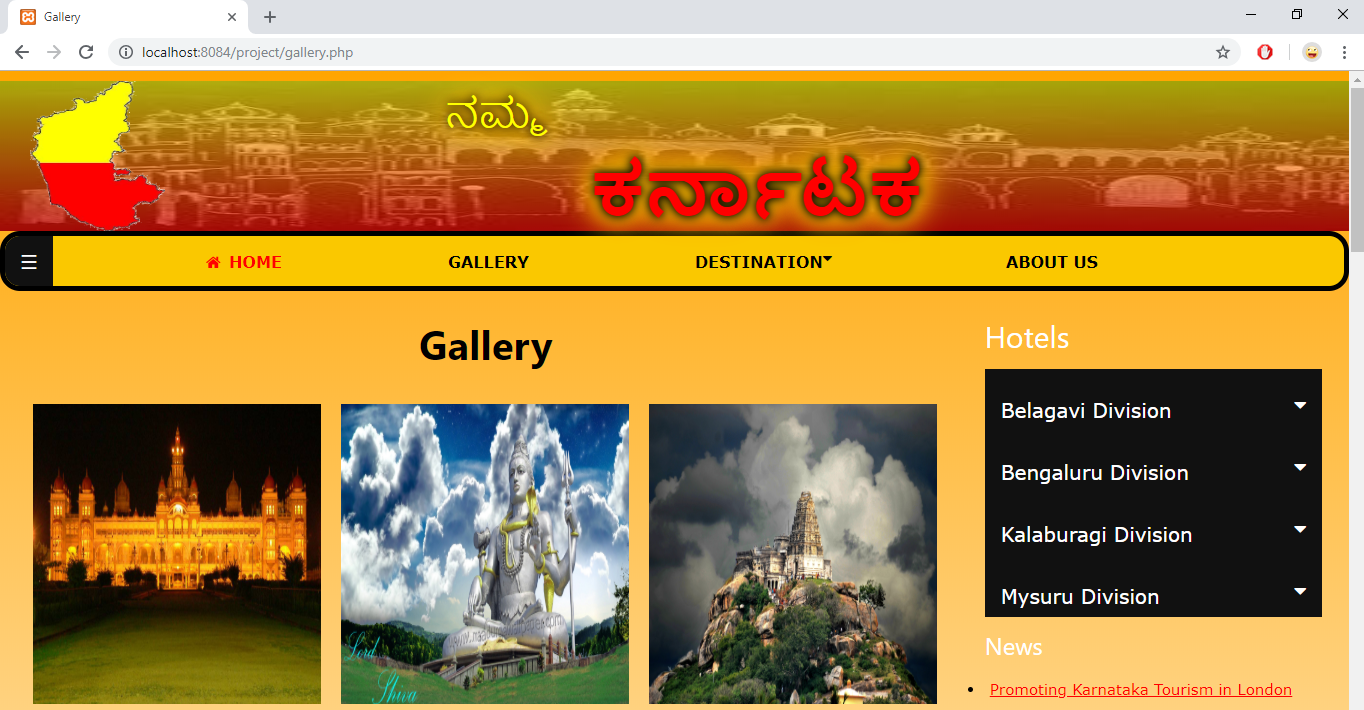 Gallery
localhost:8084/project/gallery.php
ನಮ್ಮ
ಕರ್ನಾಟಕ
☰ HOME GALLERY DESTINATION ABOUT US
Gallery
Lord
Shiva
Hotels
Belagavi Division
Bengaluru Division
Kalaburagi Division
Mysuru Division
News
Promoting Karnataka Tourism in London